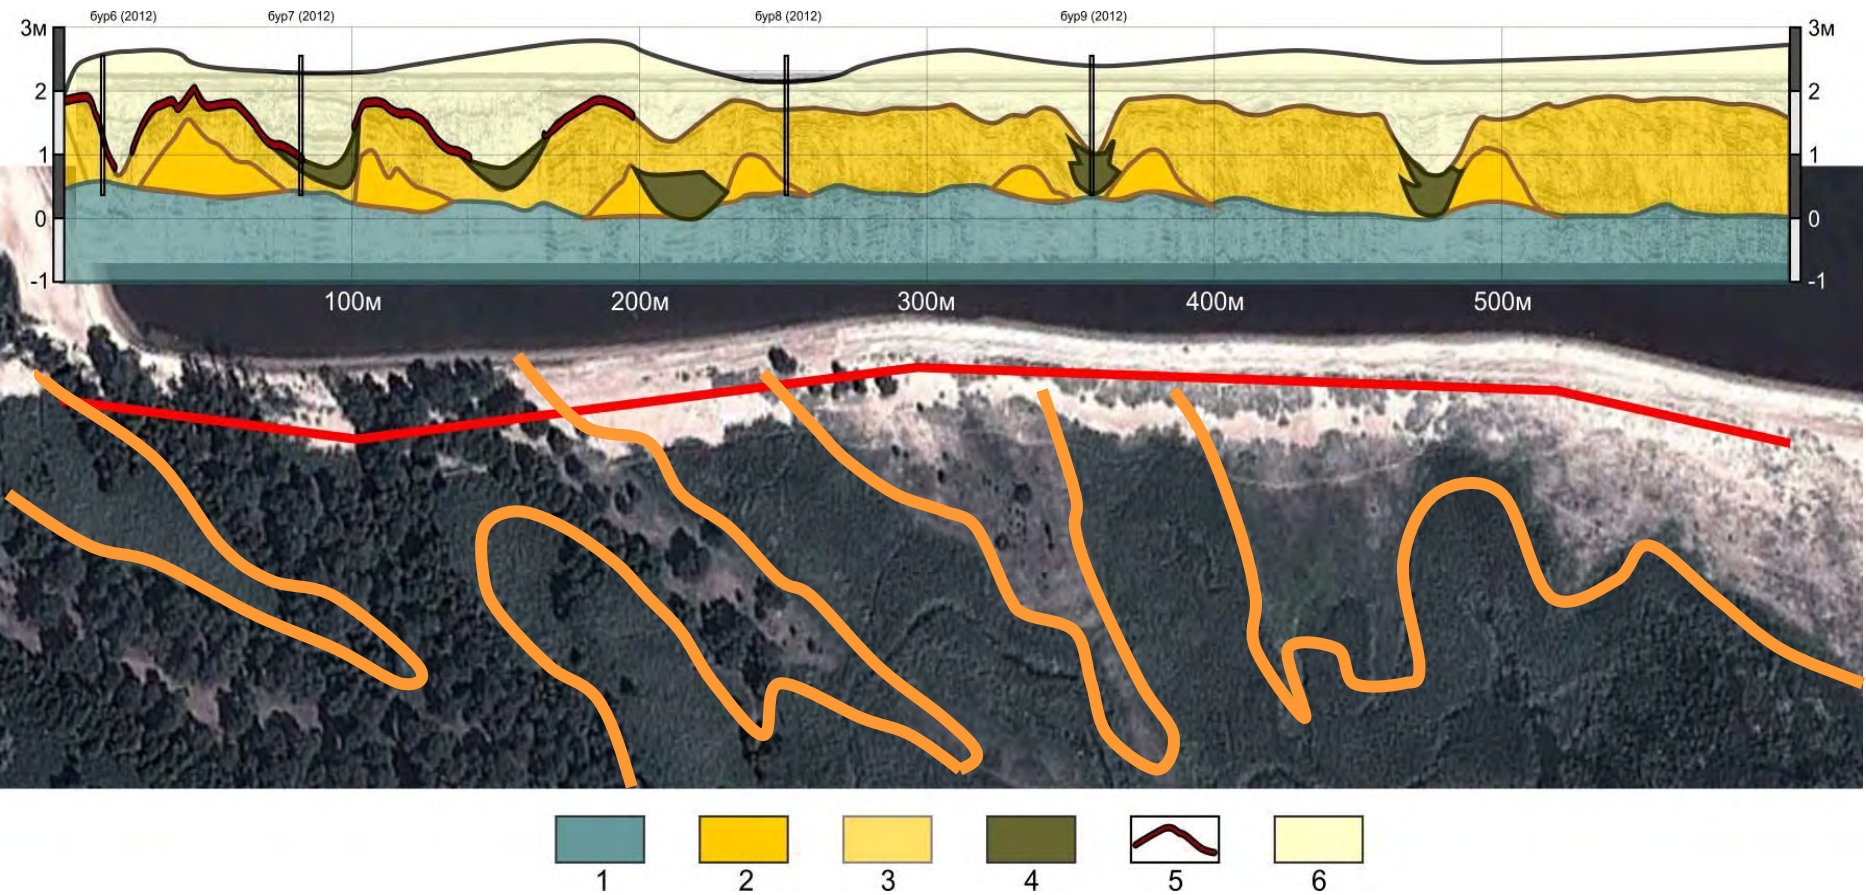 бур6 (2012) бур7 (2012) бур8 (2012) бур9 (2012)
3м 3м
2 2
1 1
0 0
-1 -1
100м 200м 300м 400м 500м
1 2 3 4 5 6